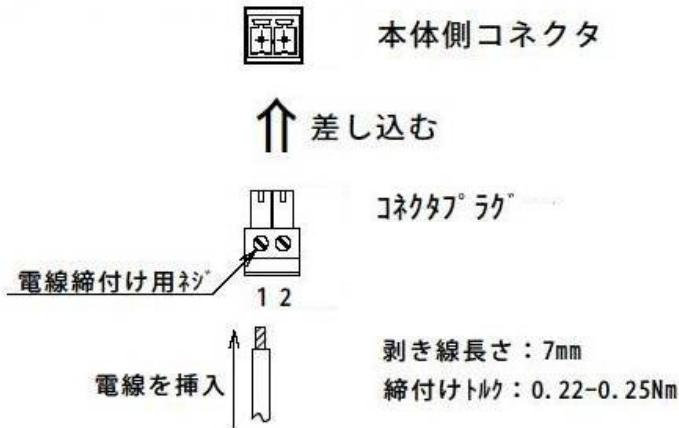 本体側コネクタ
差し込む
ｺﾈｸﾀﾌﾟﾗｸﾞ
電線締付け用ﾈｼﾞ
1 2
電線を挿入
剥き線長さ：7mm
締付けﾄﾙｸ：0.22-0.25Nm